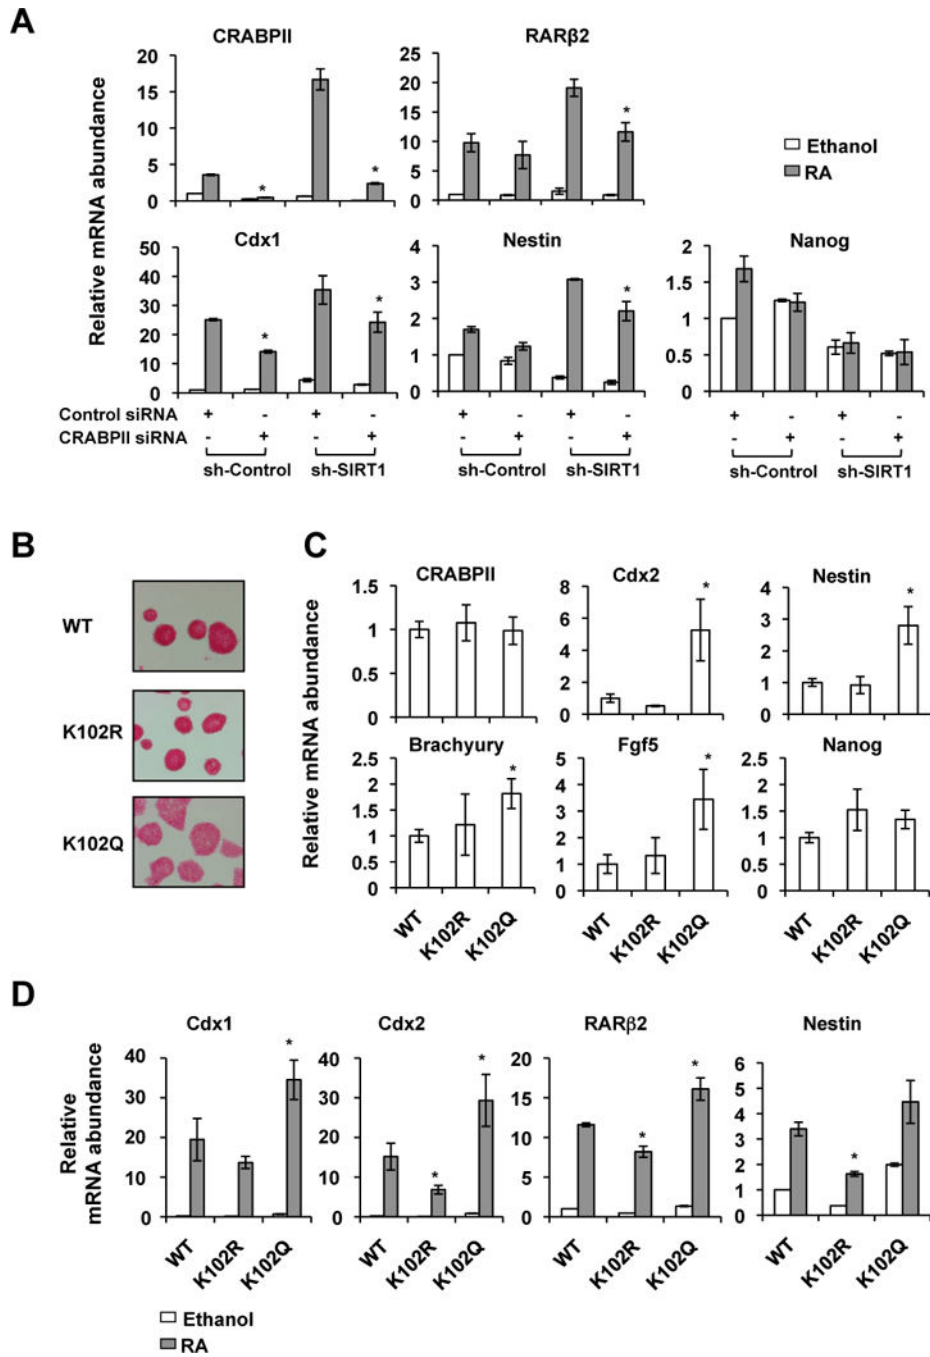 A
CRABPII
RARβ2
Relative mRNA abundance
20
15
10
5
0
25
20
15
10
5
0
Ethanol
RA
Cdx1
Nestin
Nanog
50
40
30
20
10
0
4
3
2
1
0
2
1.5
1
0.5
0
* * * * * *
Control siRNA + - + - + - + - + - + -
CRABPII siRNA - + - + - + - + - + - +
sh-Control sh-SIRT1 sh-Control sh-SIRT1 sh-Control sh-SIRT1
B
WT
K102R
K102Q
C
CRABPII
Cdx2
Nestin
Relative mRNA abundance
1.5
1
0.5
0
8
6
4
2
0
*
4
3
2
1
0
*
Brachyury
Fgf5
Nanog
2
1.5
1
0.5
0
*
5
4
3
2
1
0
*
2.5
2
1.5
1
0.5
0
WT K102R K102Q WT K102R K102Q WT K102R K102Q
D
Cdx1
Cdx2
RARβ2
Nestin
Relative
mRNA abundance
40
30
20
10
0
*
40
30
20
10
0
* *
20
15
10
5
0
* *
6
5
4
3
2
1
0
*
WT K102R K102Q WT K102R K102Q WT K102R K102Q WT K102R K102Q
Ethanol
RA